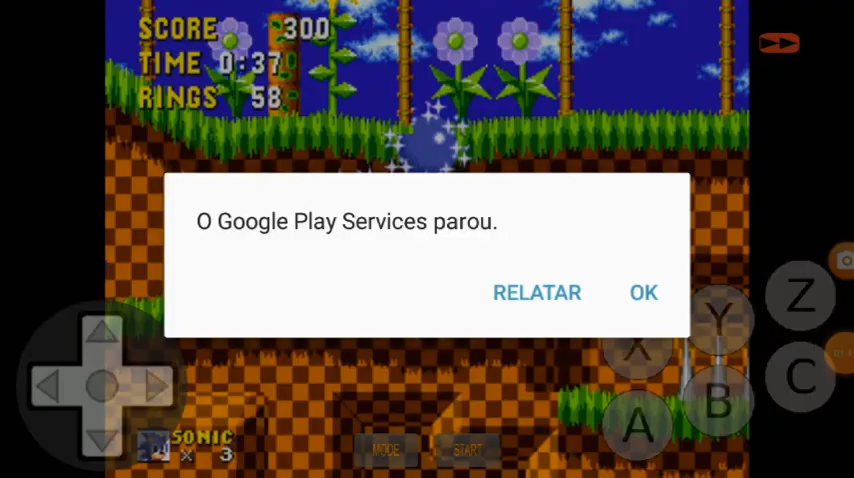 SCORE 300
TIME 0:37
RINGS 58
O Google Play Services parou.
RELATAR OK
Z
Y
X
C
B
A
SONIC
× 3
MODE START